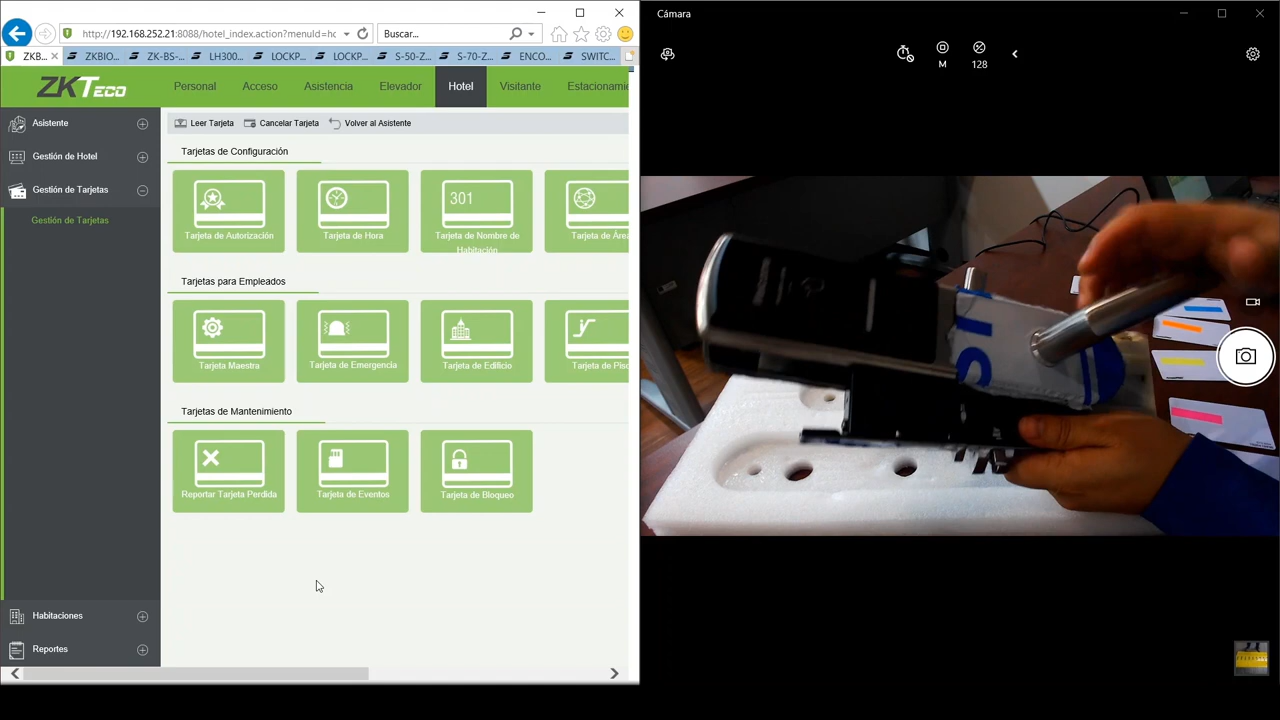 http://192.168.252.21:8088/hotel_index.action?menuId=hc
Buscar...
ZKB...
ZKBIO...
ZK-BS-...
LH300...
LOCKP...
LOCKP...
S-50-Z...
S-70-Z...
ENCO...
SWITC...
ZKTECO
Personal
Acceso
Asistencia
Elevador
Hotel
Visitante
Estacionamie
Asistente
Gestión de Hotel
Gestión de Tarjetas
Gestión de Tarjetas
Habitaciones
Reportes
Leer Tarjeta
Cancelar Tarjeta
Volver al Asistente
Tarjetas de Configuración
Tarjeta de Autorización
Tarjeta de Hora
301
Tarjeta de Nombre de
Habitación
Tarjeta de Área
Tarjetas para Empleados
Tarjeta Maestra
Tarjeta de Emergencia
Tarjeta de Edificio
Tarjeta de Piso
Tarjetas de Mantenimiento
Reportar Tarjeta Perdida
Tarjeta de Eventos
Tarjeta de Bloqueo
Cámara
M
128